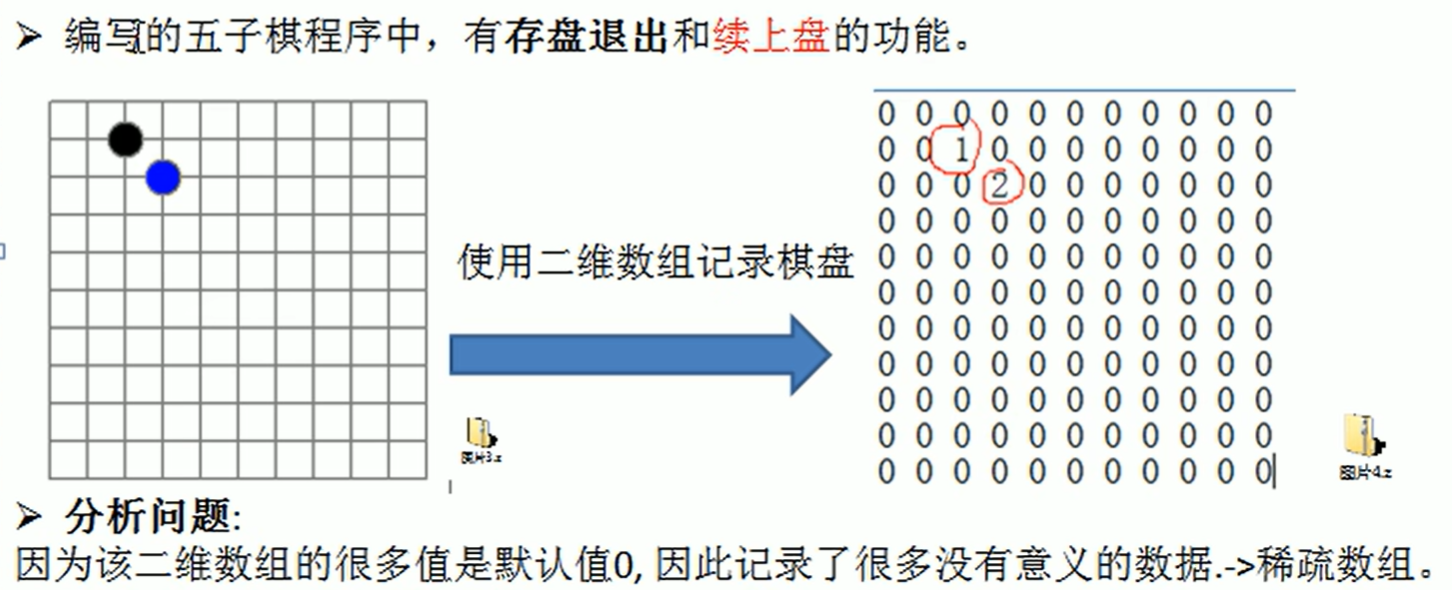 ➢ 编写的五子棋程序中，有存盘退出和续上盘的功能。
0 0 0 0 0 0 0 0 0 0 0
0 0 1 0 0 0 0 0 0 0 0
0 0 0 2 0 0 0 0 0 0 0
0 0 0 0 0 0 0 0 0 0 0
使用二维数组记录棋盘
0 0 0 0 0 0 0 0 0 0 0
0 0 0 0 0 0 0 0 0 0 0
0 0 0 0 0 0 0 0 0 0 0
0 0 0 0 0 0 0 0 0 0 0
0 0 0 0 0 0 0 0 0 0 0
0 0 0 0 0 0 0 0 0 0 0
0 0 0 0 0 0 0 0 0 0 0
图片3.z
图片4.z
➢ 分析问题:
因为该二维数组的很多值是默认值0, 因此记录了很多没有意义的数据.->稀疏数组。